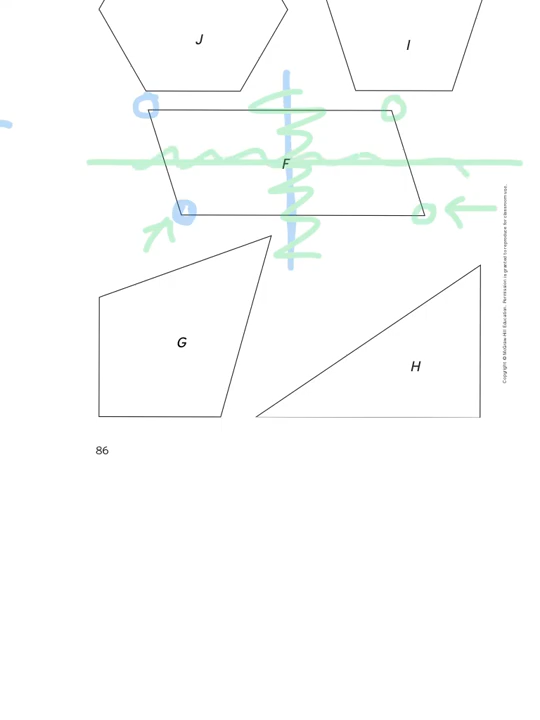 J
I
F
Copyright © McGraw-Hill Education. Permission is granted to reproduce for classroom use.
G
H
86